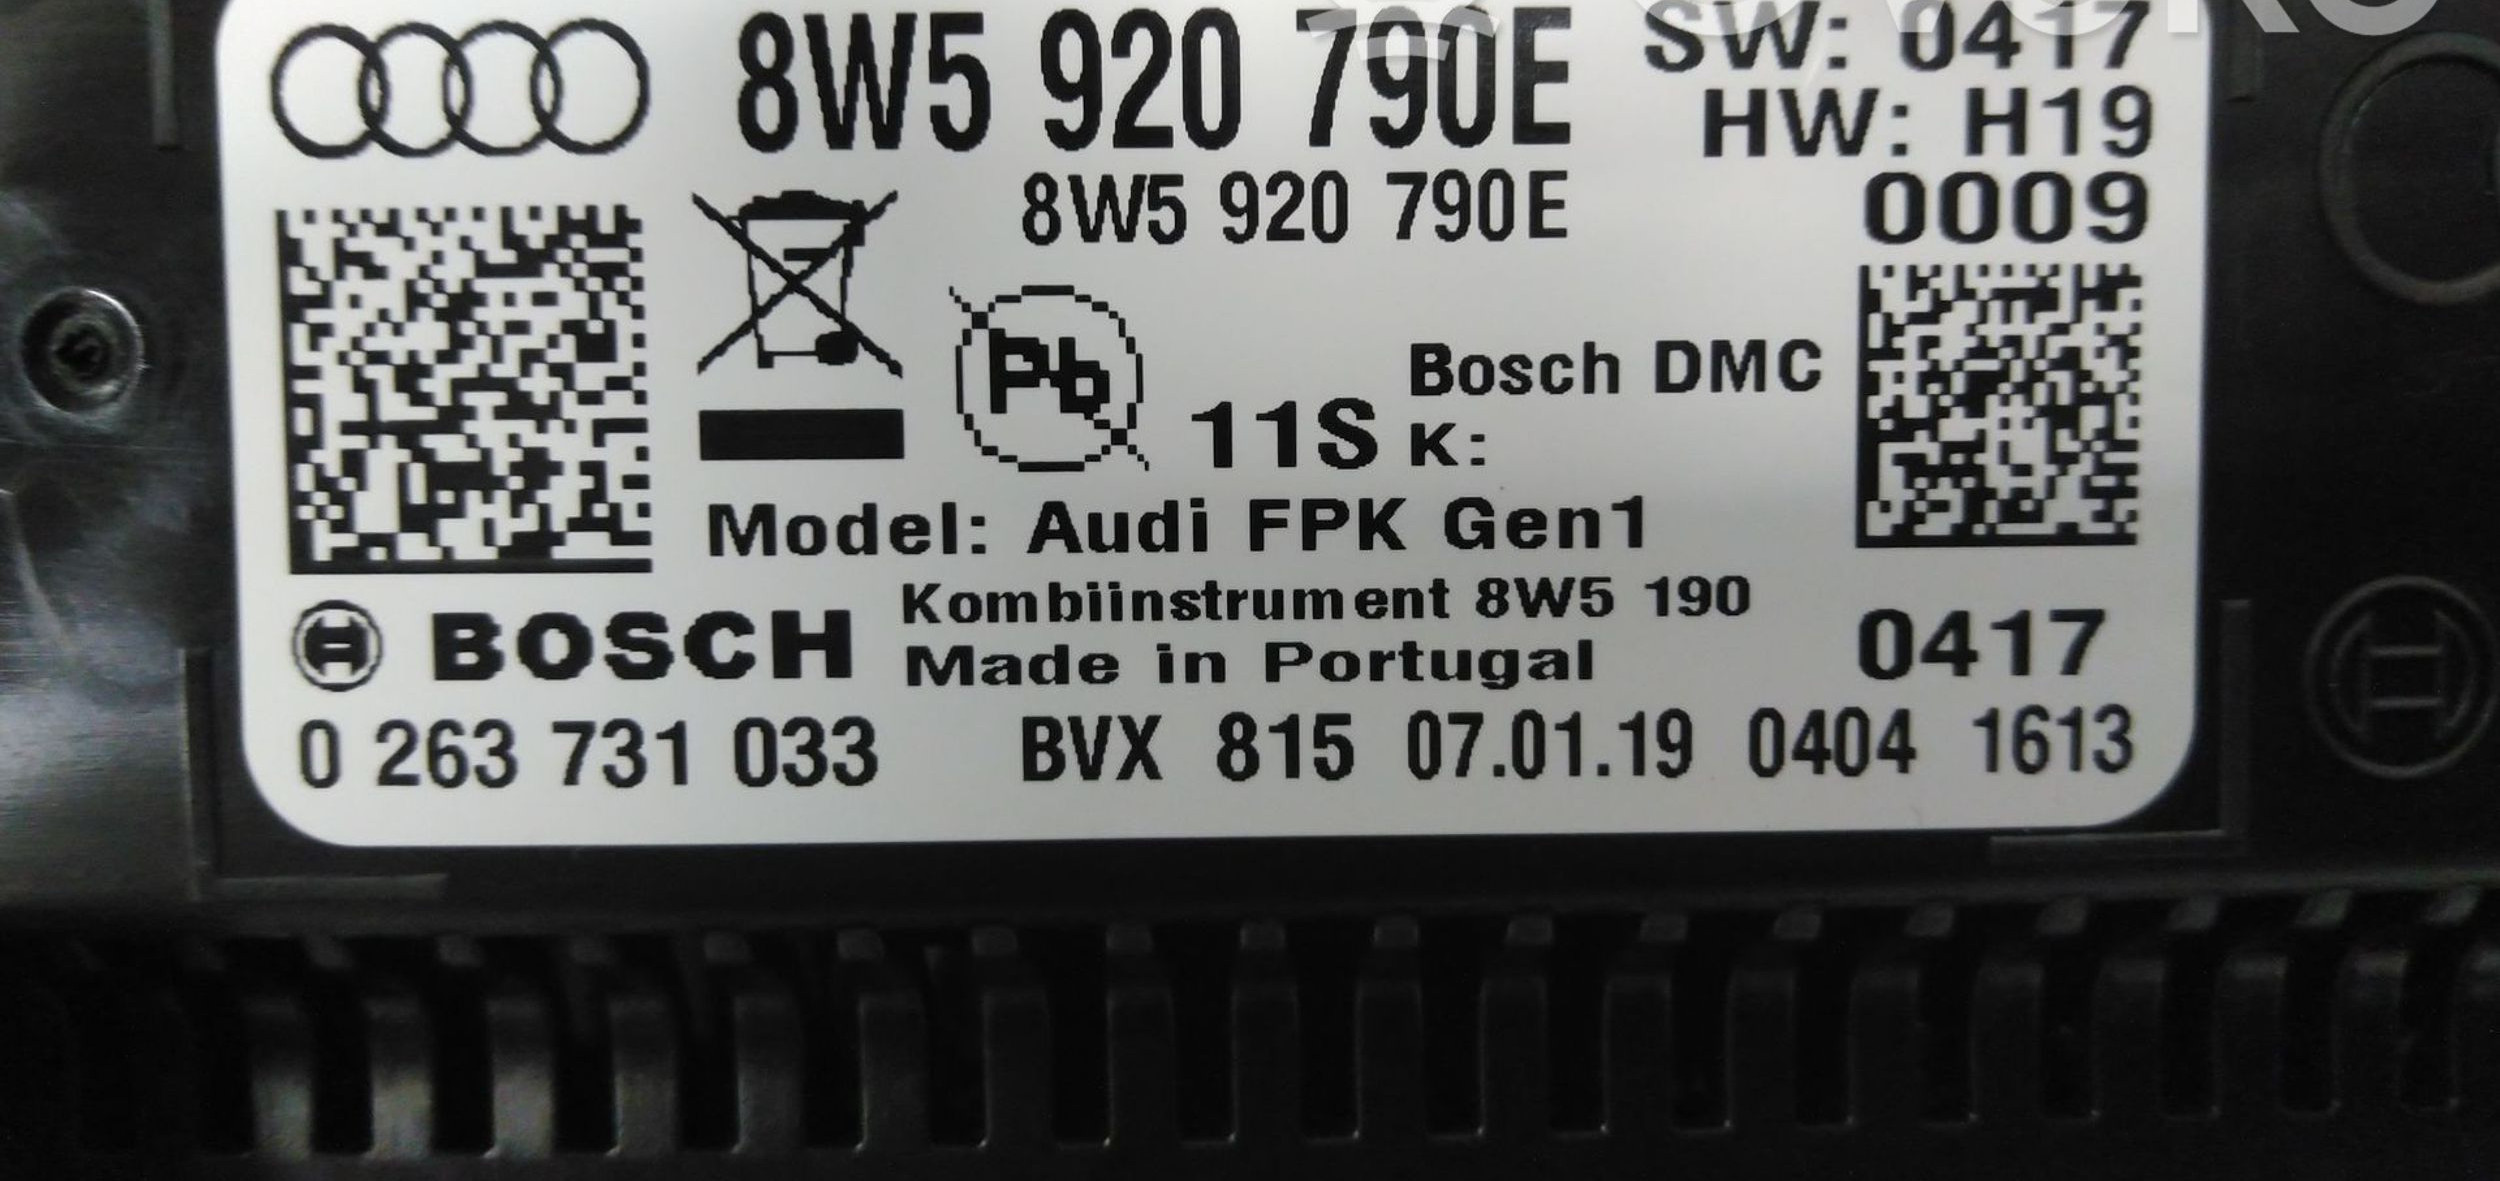 8W5 920 790E
SW: 0417
HW: H19
8W5 920 790E
0009
Pb
Bosch DMC
11S K:
Model: Audi FPK Gen1
Kombiinstrument 8W5 190
BOSCH
Made in Portugal
0417
0 263 731 033 BVX 815 07.01.19 0404 1613